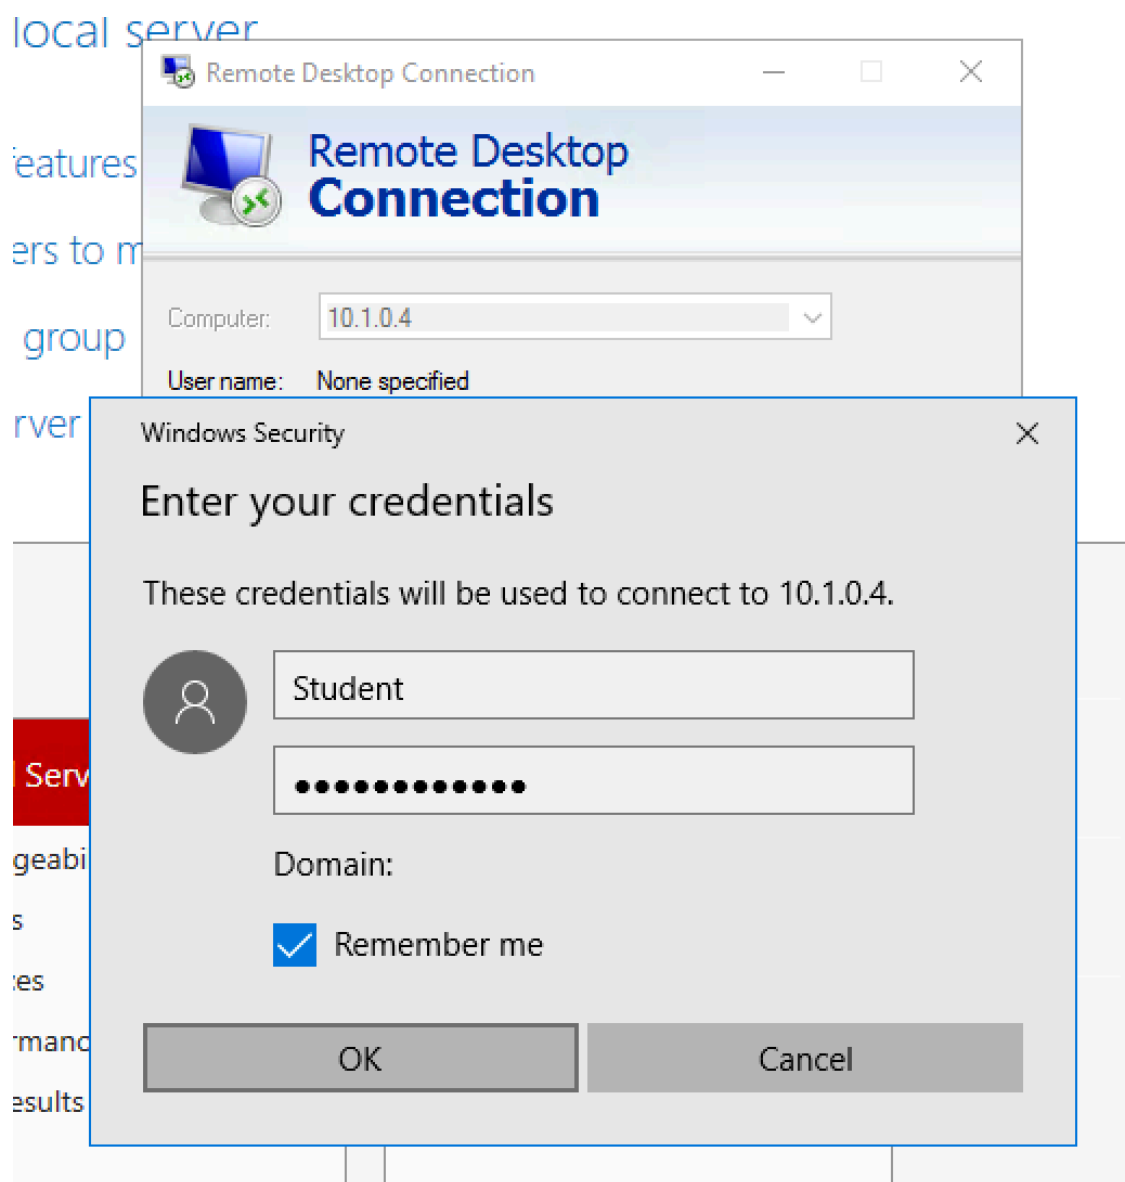 local server
Remote Desktop Connection
Remote Desktop
Connection
features
ers to m
group
rver
Computer:
10.1.0.4
User name: None specified
Windows Security
Enter your credentials
These credentials will be used to connect to 10.1.0.4.
Student
●●●●●●●●●●●●
Domain:
Remember me
OK
Cancel
Serv
geabi
s
es
rmanc
esults